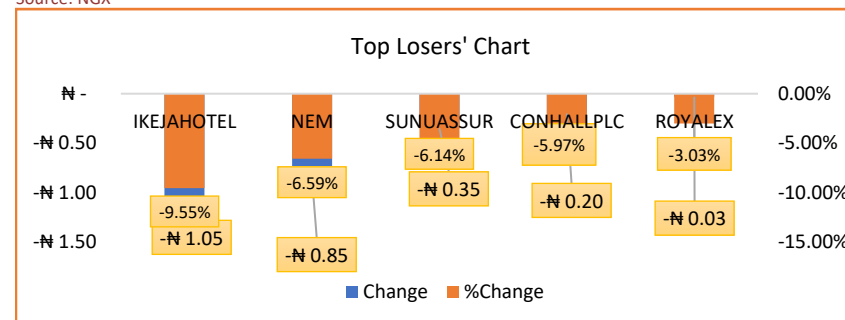 Source: NGX
Top Losers' Chart
₦ - 0.00%
IKEJAHOTEL NEM SUNUASSUR CONHALLPLC ROYALEX
-₦ 0.50 -5.00%
-9.55% -6.59% -6.14% -5.97% -3.03%
-₦ 1.00 -10.00%
-₦ 1.05 -₦ 0.85 -₦ 0.35 -₦ 0.20 -₦ 0.03
-₦ 1.50 -15.00%
Change %Change